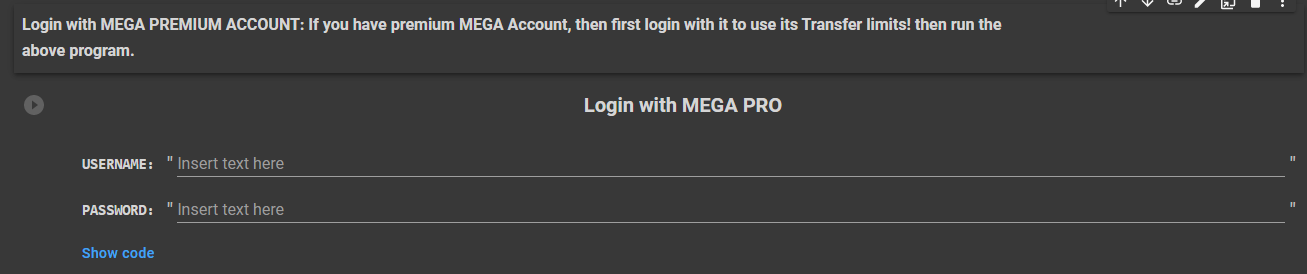 Login with MEGA PREMIUM ACCOUNT: If you have premium MEGA Account, then first login with it to use its Transfer limits! then run the
above program.
Login with MEGA PRO
USERNAME: " Insert text here "
PASSWORD: " Insert text here "
Show code